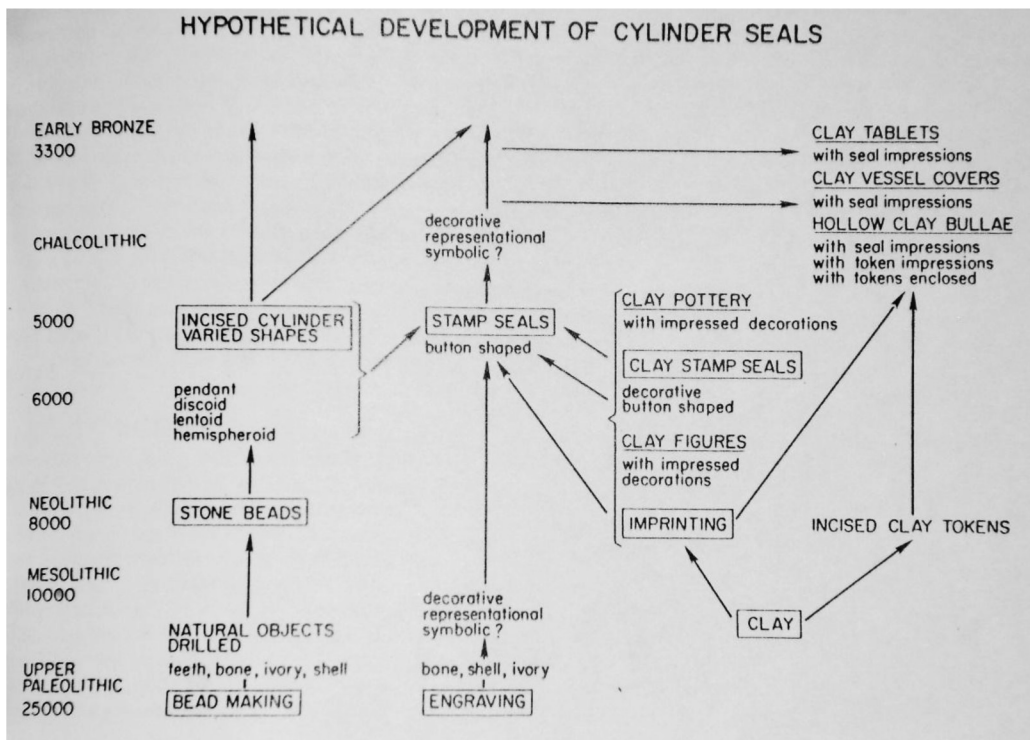 HYPOTHETICAL DEVELOPMENT OF CYLINDER SEALS
EARLY BRONZE
3300
CHALCOLITHIC
5000
6000
NEOLITHIC
8000
MESOLITHIC
10000
UPPER
PALEOLITHIC
25000
INCISED CYLINDER
VARIED SHAPES
pendant
discoid
lentoid
hemispheroid
STONE BEADS
NATURAL OBJECTS
DRILLED
teeth, bone, ivory, shell
BEAD MAKING
decorative
representational
symbolic ?
STAMP SEALS
button shaped
decorative
representational
symbolic ?
bone, shell, ivory
ENGRAVING
CLAY POTTERY
with impressed decorations
CLAY STAMP SEALS
decorative
button shaped
CLAY FIGURES
with impressed
decorations
IMPRINTING
CLAY TABLETS
with seal impressions
CLAY VESSEL COVERS
with seal impressions
HOLLOW CLAY BULLAE
with seal impressions
with token impressions
with tokens enclosed
INCISED CLAY TOKENS
CLAY